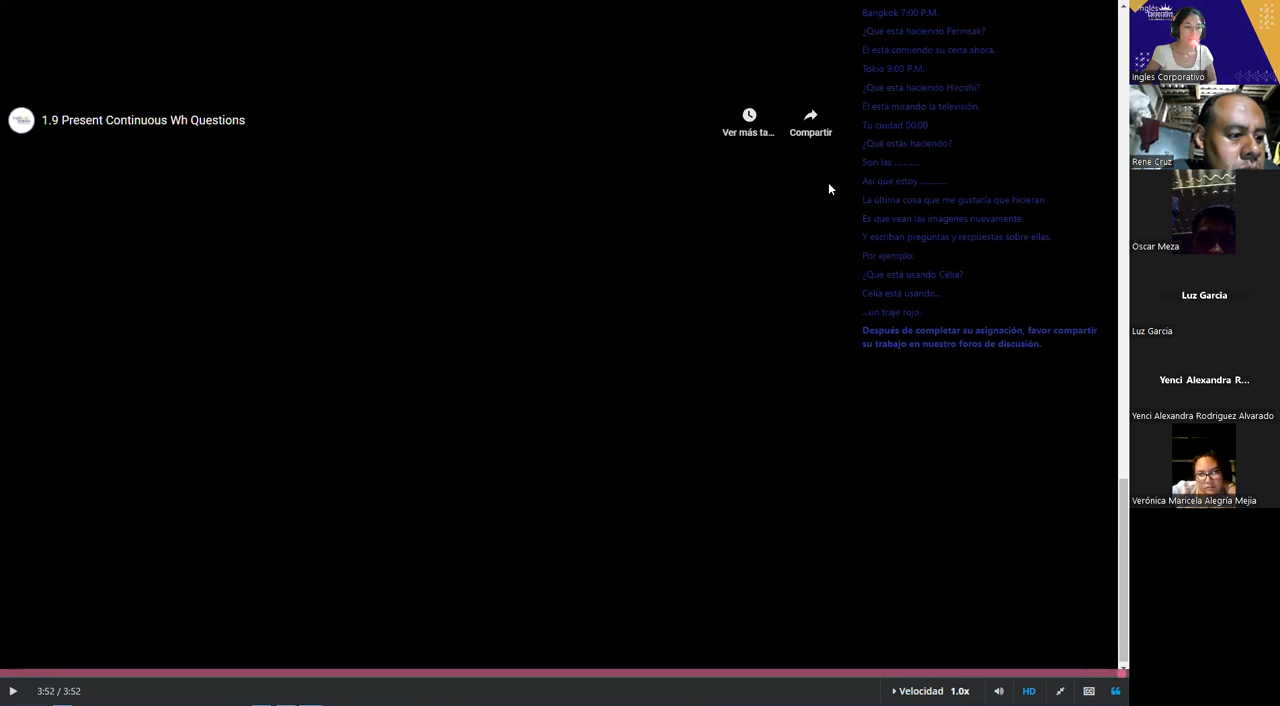 1.9 Present Continuous Wh Questions
Ver más ta...
Compartir
Bangkok 7:00 P.M.
¿Qué está haciendo Permsak?
Él está comiendo su cena ahora.
Tokio 9:00 P.M.
¿Qué está haciendo Hiroshi?
Él está mirando la televisión.
Tu ciudad 00:00
¿Qué estás haciendo?
Son las ...........
Así que estoy ............
La última cosa que me gustaría que hicieran
Es que vean las imágenes nuevamente
Y escriban preguntas y respuestas sobre ellas.
Por ejemplo:
¿Qué está usando Célia?
Celia está usando...
...un traje rojo.
Después de completar su asignación, favor compartir
su trabajo en nuestro foros de discusión.
3:52 / 3:52
Velocidad 1.0x
HD
Inglés
Corporativo
Ingles Corporativo
Rene Cruz
Oscar Meza
Luz Garcia
Luz Garcia
Yenci Alexandra R...
Yenci Alexandra Rodriguez Alvarado
Verónica Maricela Alegría Mejia